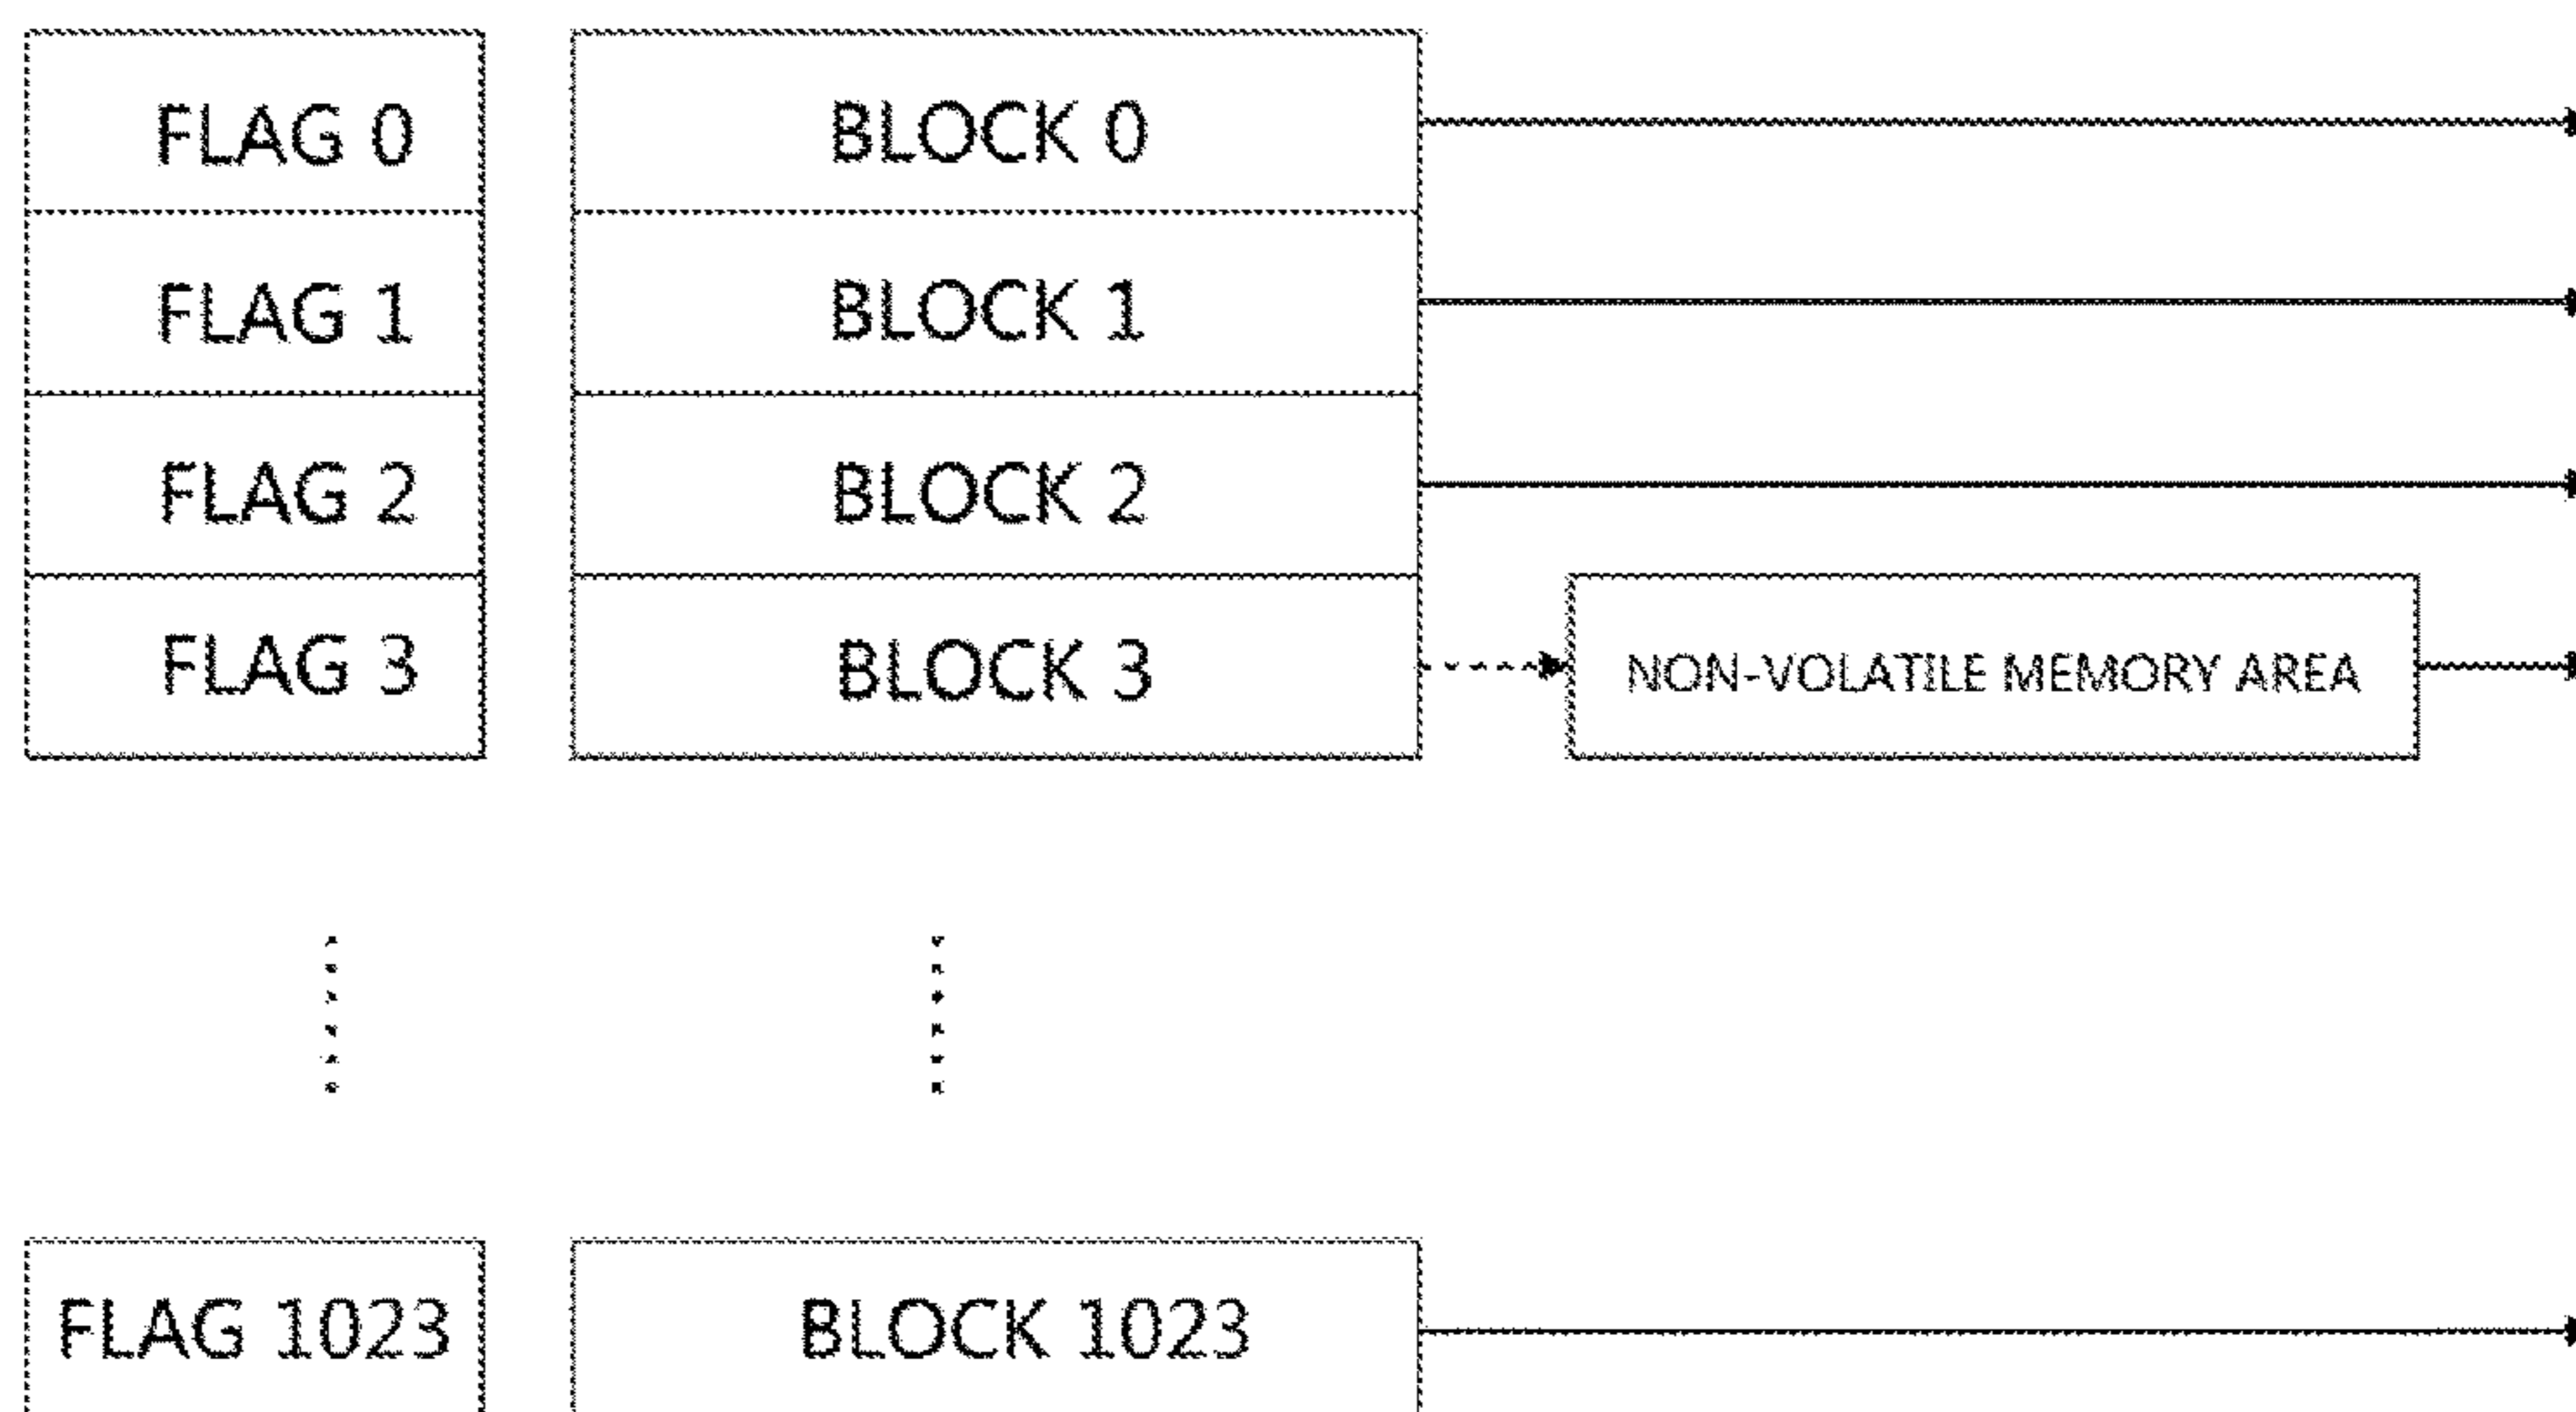 FLAG 0 BLOCK 0
FLAG 1 BLOCK 1
FLAG 2 BLOCK 2
FLAG 3 BLOCK 3 NON-VOLATILE MEMORY AREA
FLAG 1023 BLOCK 1023